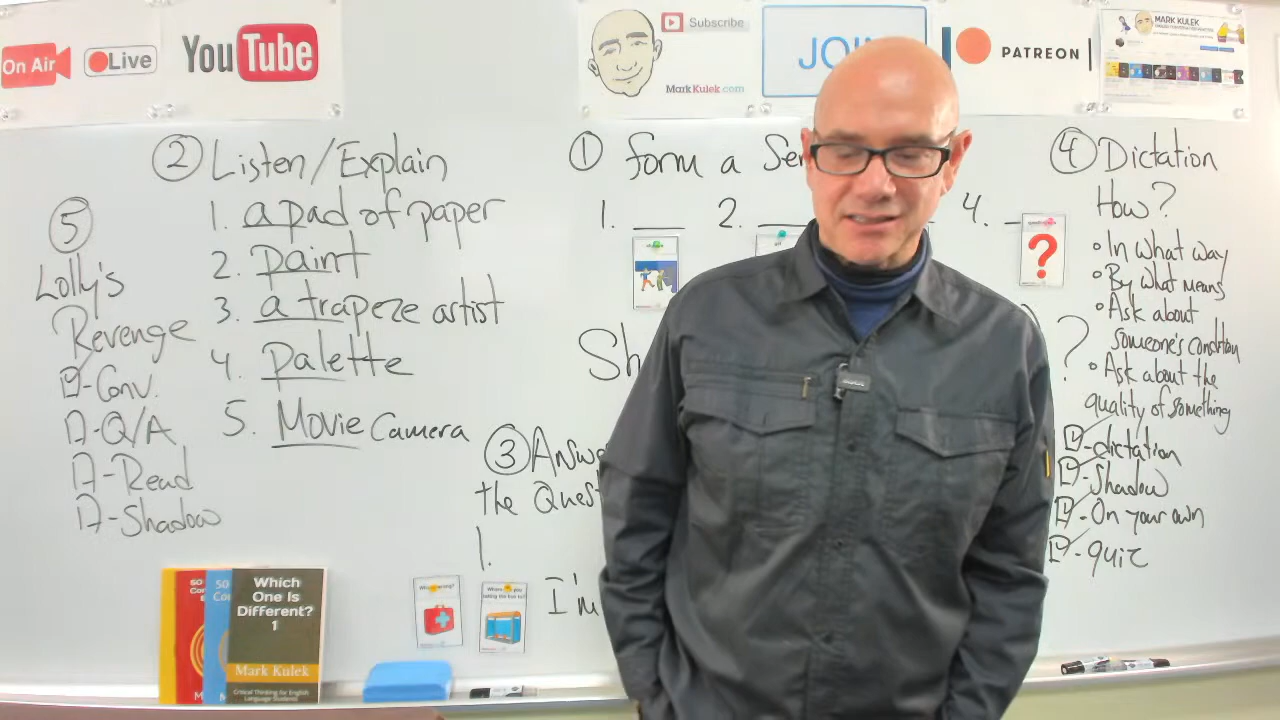 On Air
Live
YouTube
Subscribe
MarkKulek.com
PATREON
MARK KULEK
② Listen/Explain
1. a pad of paper
2. paint
3. a trapeze artist
4. palette
5. Movie Camera
① form a Sen
1. 2. 4.
?
Sh
?
③ Answ
the Quest
1.
I'm
④ Dictation
How?
• In what way
• By what means
• Ask about
someone's condition
• Ask about the
quality of something
-dictation
-Shadow
-On your own
-quiz
⑤
Lolly's
Revenge
-Conv.
-Q/A
-Read
-Shadow
Which
One Is
Different?
1
Mark Kulek
Critical Thinking for English
Language Students